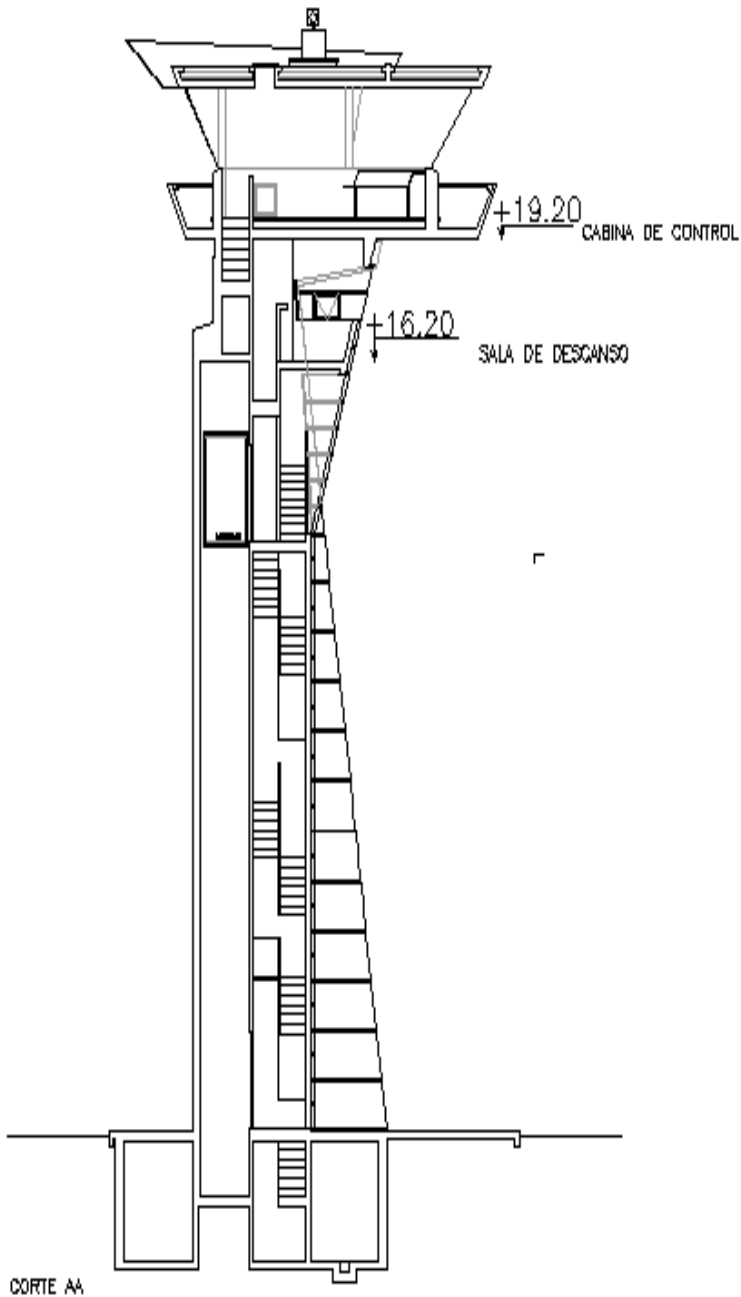 +19.20
CABINA DE CONTROL
+16.20
SALA DE DESCANSO
CORTE AA